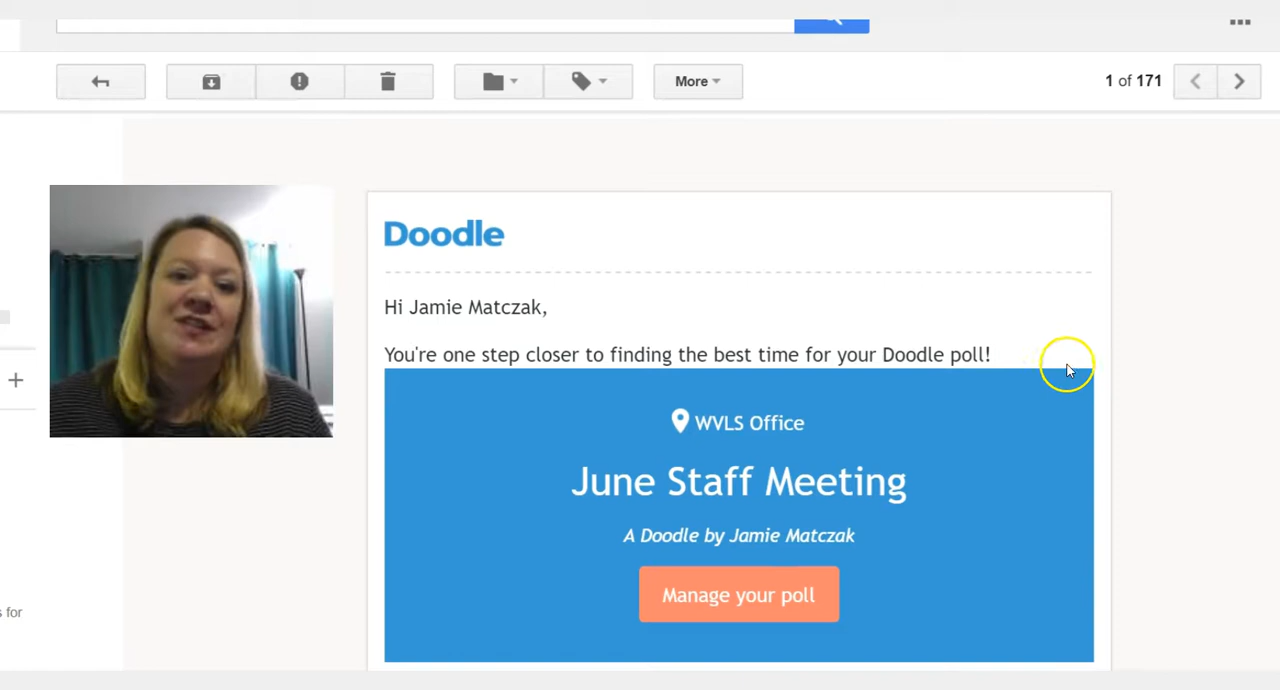 More
1 of 171
Doodle
Hi Jamie Matczak,
You're one step closer to finding the best time for your Doodle poll!
WVLS Office
June Staff Meeting
A Doodle by Jamie Matczak
Manage your poll
s for